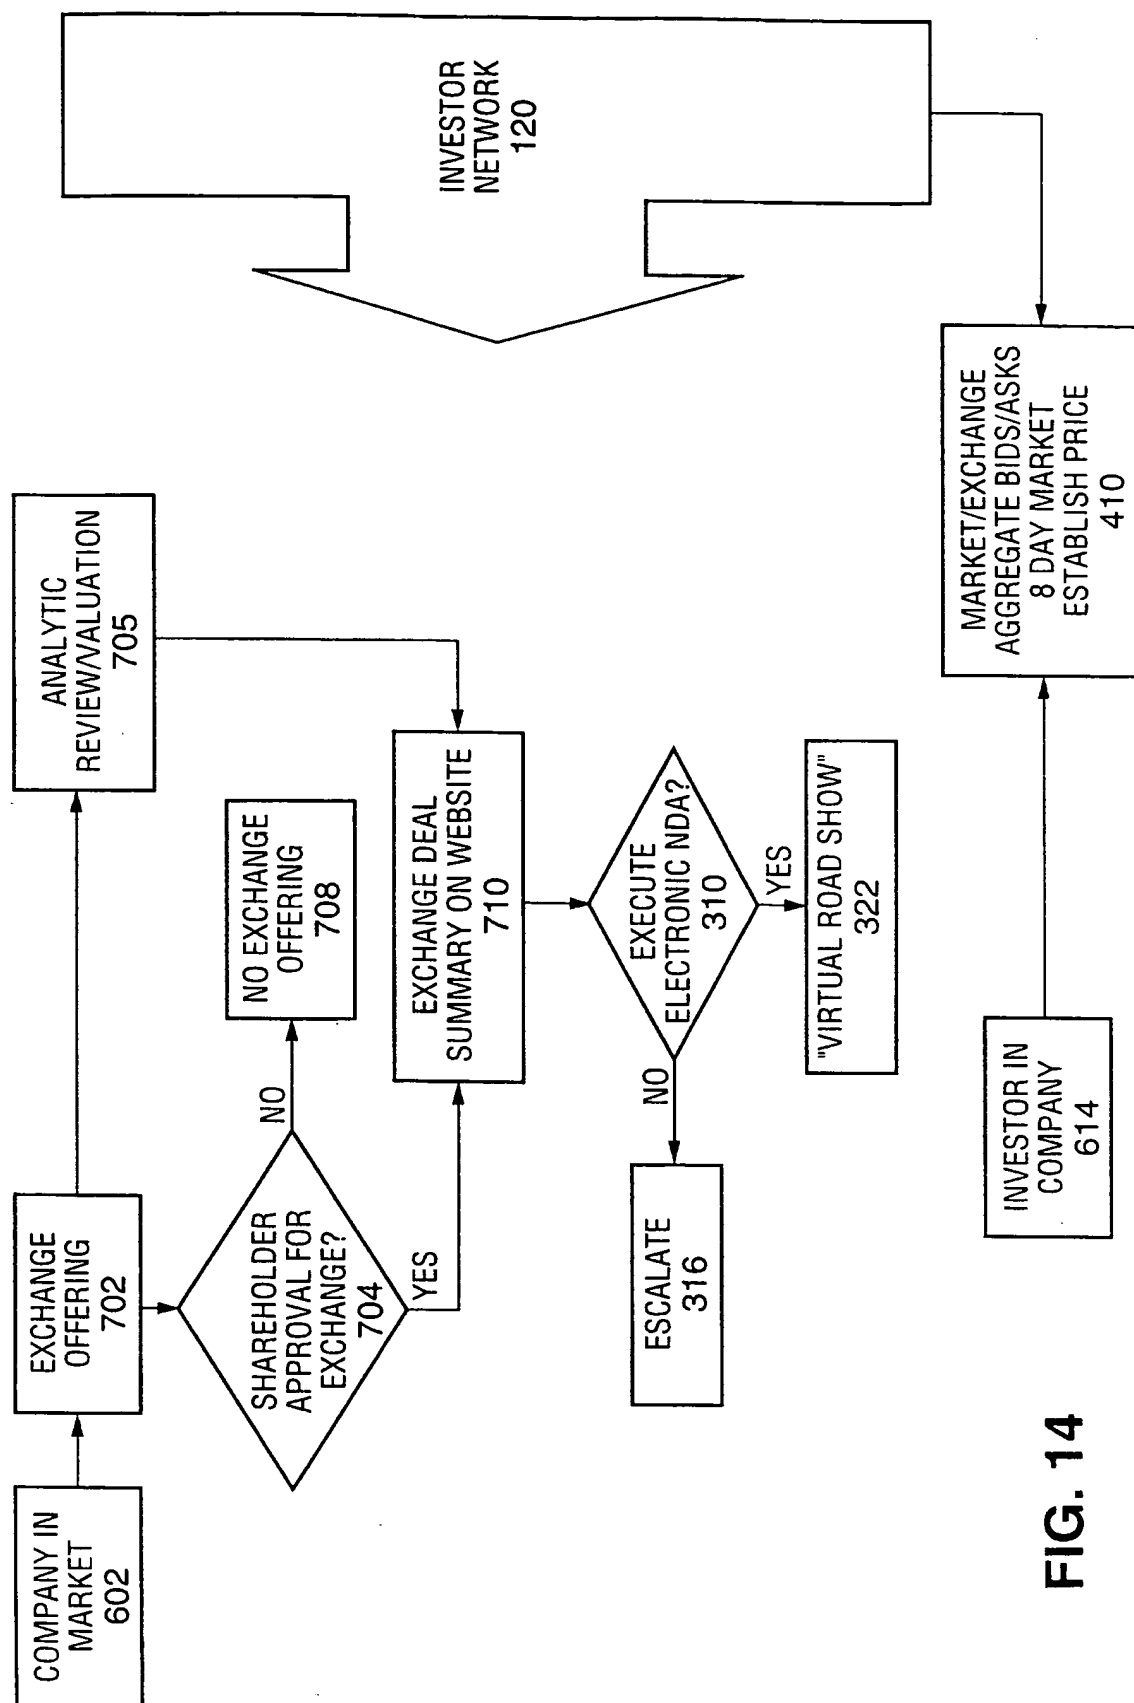 COMPANY IN
MARKET
602
EXCHANGE
OFFERING
702
ANALYTIC
REVIEW/VALUATION
705
SHAREHOLDER
APPROVAL FOR
EXCHANGE?
704
NO
NO EXCHANGE
OFFERING
708
YES
EXCHANGE DEAL
SUMMARY ON WEBSITE
710
INVESTOR
NETWORK
120
EXECUTE
ELECTRONIC NDA?
310
NO
ESCALATE
316
YES
"VIRTUAL ROAD SHOW"
322
INVESTOR IN
COMPANY
614
MARKET/EXCHANGE
AGGREGATE BIDS/ASKS
8 DAY MARKET
ESTABLISH PRICE
410
FIG. 14